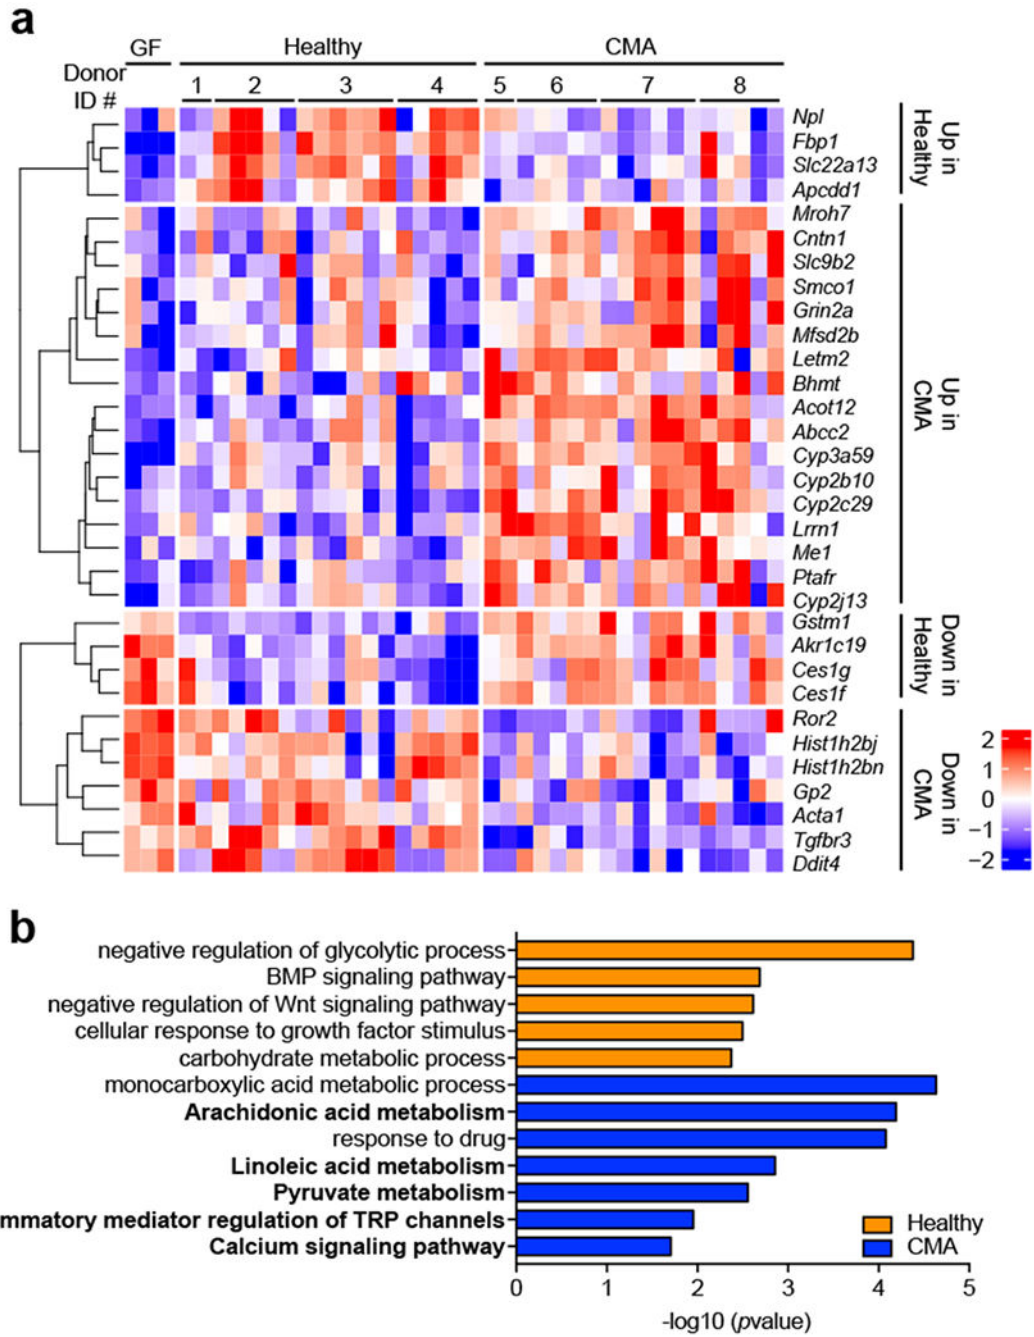 a
GF Healthy CMA
Donor
ID #
1 2 3 4 5 6 7 8
Npl
Fbp1
Slc22a13
Apcdd1
Up in
Healthy
Mroh7
Cntn1
Slc9b2
Smco1
Grin2a
Mfsd2b
Letm2
Bhmt
Acot12
Abcc2
Cyp3a59
Cyp2b10
Cyp2c29
Lrrn1
Me1
Ptafr
Cyp2j13
Up in
CMA
Gstm1
Akr1c19
Ces1g
Ces1f
Down in
Healthy
Ror2
Hist1h2bj
Hist1h2bn
Gp2
Acta1
Tgfbr3
Ddit4
Down in
CMA
2
1
0
−1
−2
b
negative regulation of glycolytic process
BMP signaling pathway
negative regulation of Wnt signaling pathway
cellular response to growth factor stimulus
carbohydrate metabolic process
monocarboxylic acid metabolic process
Arachidonic acid metabolism
response to drug
Linoleic acid metabolism
Pyruvate metabolism
mmatory mediator regulation of TRP channels
Calcium signaling pathway
Healthy
CMA
0 1 2 3 4 5
-log10 (pvalue)